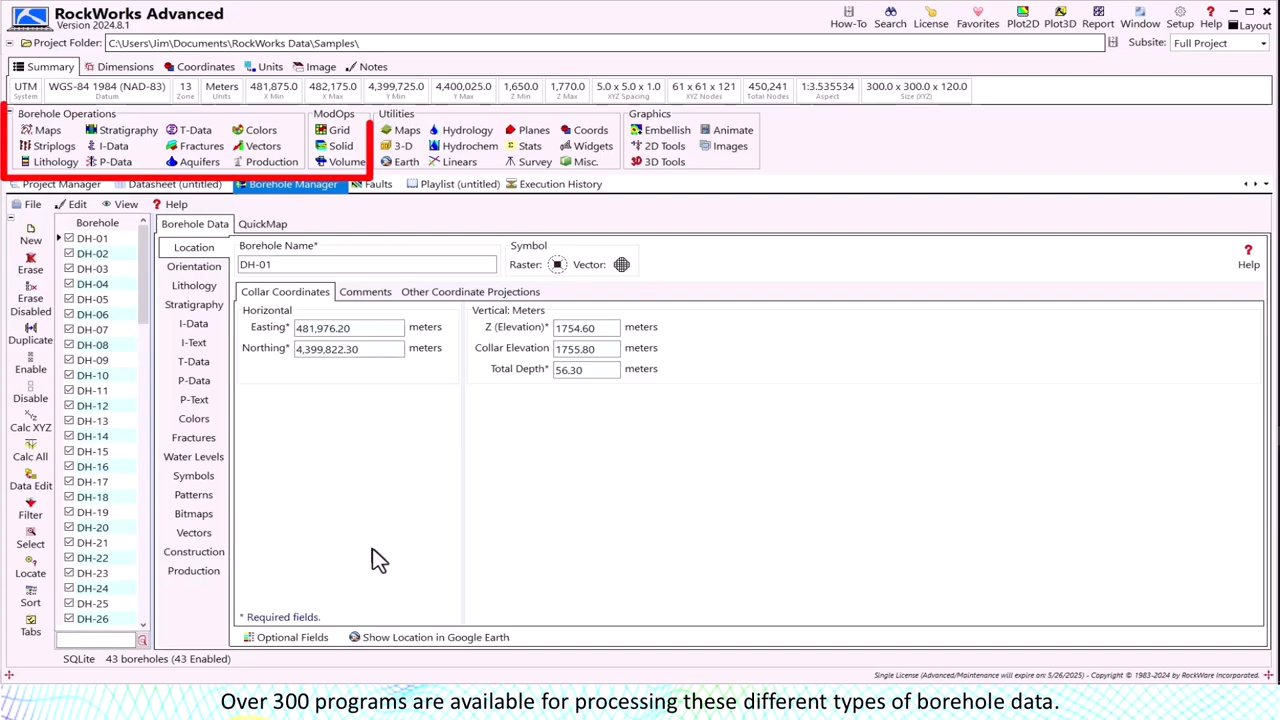 RockWorks Advanced
Version 2024.8.1
How-To Search License Favorites Plot2D Plot3D Report Window Setup Help Layout
Project Folder: C:\Users\Jim\Documents\RockWorks Data\Samples\ Subsite: Full Project
Summary Dimensions Coordinates Units Image Notes
UTM WGS-84 1984 (NAD-83) 13 Meters 481,875.0 482,175.0 4,399,725.0 4,400,025.0 1,650.0 1,770.0 5.0 x 5.0 x 1.0 61 x 61 x 121 450,241 1:3.535534 300.0 x 300.0 x 120.0
System Datum Zone Units X Min X Max Y Min Y Max Z Min Z Max XYZ Spacing XYZ Nodes Total Nodes Aspect Size (XYZ)
Borehole Operations ModOps Utilities Graphics
Maps Stratigraphy T-Data Colors Grid Maps Hydrology Planes Coords Embellish Animate
Striplogs I-Data Fractures Vectors Solid 3-D Hydrochem Stats Widgets 2D Tools Images
Lithology P-Data Aquifers Production Volume Earth Linears Survey Misc. 3D Tools
Project Manager Datasheet (untitled) Borehole Manager Faults Playlist (untitled) Execution History
File Edit View Help
New
Erase
Erase Disabled
Duplicate
Enable
Disable
Calc XYZ
Calc All
Data Edit
Filter
Select
Locate
Sort
Tabs
Borehole
DH-01
DH-02
DH-03
DH-04
DH-05
DH-06
DH-07
DH-08
DH-09
DH-10
DH-11
DH-12
DH-13
DH-14
DH-15
DH-16
DH-17
DH-18
DH-19
DH-20
DH-21
DH-22
DH-23
DH-24
DH-25
DH-26
Borehole Data QuickMap
Location
Orientation
Lithology
Stratigraphy
I-Data
I-Text
T-Data
P-Data
P-Text
Colors
Fractures
Water Levels
Symbols
Patterns
Bitmaps
Vectors
Construction
Production
Borehole Name* Symbol
DH-01 Raster: Vector: Help
Collar Coordinates Comments Other Coordinate Projections
Horizontal Vertical: Meters
Easting* 481,976.20 meters Z (Elevation)* 1754.60 meters
Northing* 4,399,822.30 meters Collar Elevation 1755.80 meters
Total Depth* 56.30 meters
* Required fields.
Optional Fields Show Location in Google Earth
SQLite 43 boreholes (43 Enabled)
Single License (Advanced/Maintenance will expire on: 5/26/2025) - Copyright © 1983-2024 by RockWare Incorporated.
Over 300 programs are available for processing these different types of borehole data.